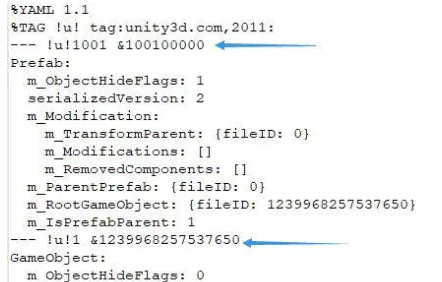 %YAML 1.1
%TAG !u! tag:unity3d.com,2011:
--- !u!1001 &100100000
Prefab:
  m_ObjectHideFlags: 1
  serializedVersion: 2
  m_Modification:
    m_TransformParent: {fileID: 0}
    m_Modifications: []
    m_RemovedComponents: []
  m_ParentPrefab: {fileID: 0}
  m_RootGameObject: {fileID: 1239968257537650}
  m_IsPrefabParent: 1
--- !u!1 &1239968257537650
GameObject:
  m_ObjectHideFlags: 0